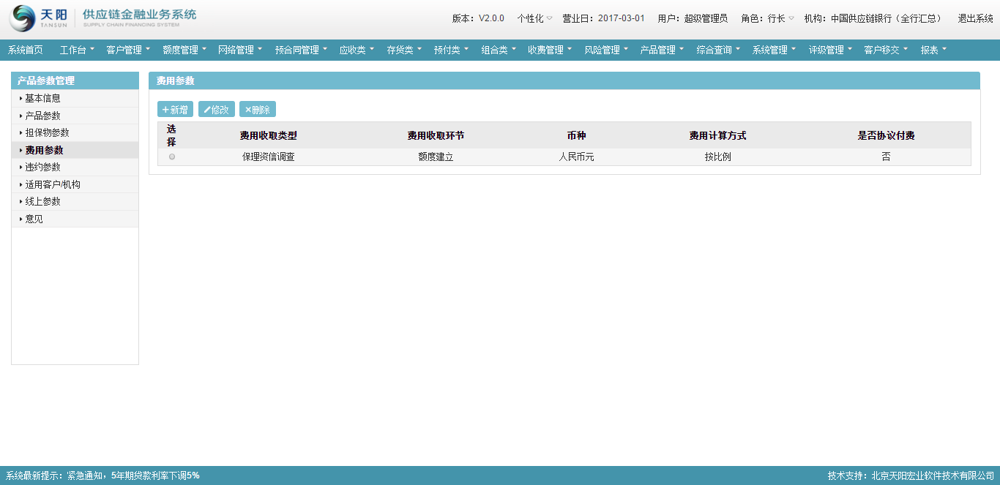 天阳 TANSUN 供应链金融业务系统 SUPPLY CHAIN FINANCING SYSTEM
版本：V2.0.0 个性化 营业日：2017-03-01 用户：超级管理员 角色：行长 机构：中国供应链银行（全行汇总） 退出系统
系统首页 工作台 客户管理 额度管理 网络管理 预合同管理 应收类 存货类 预付类 组合类 收费管理 风险管理 产品管理 综合查询 系统管理 评级管理 客户移交 报表
产品参数管理
基本信息
产品参数
担保物参数
费用参数
违约参数
适用客户/机构
线上参数
意见
费用参数
新增 修改 删除
选择 费用收取类型 费用收取环节 币种 费用计算方式 是否协议付费
保理资信调查 额度建立 人民币元 按比例 否
系统最新提示：紧急通知，5年期贷款利率下调5% 技术支持：北京天阳宏业软件技术有限公司